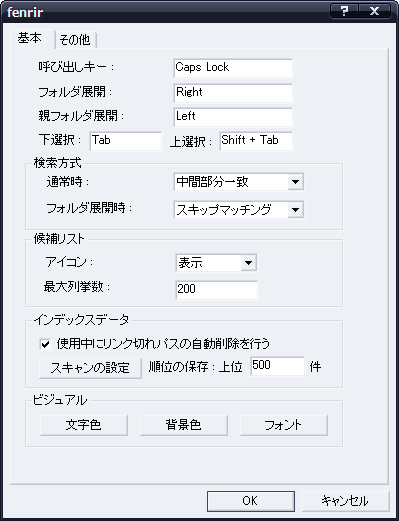 fenrir
基本 その他
呼び出しキー: Caps Lock
フォルダ展開: Right
親フォルダ展開: Left
下選択: Tab 上選択: Shift + Tab
検索方式
通常時: 中間部分一致
フォルダ展開時: スキップマッチング
候補リスト
アイコン: 表示
最大列挙数: 200
インデックスデータ
使用中にリンク切れパスの自動削除を行う
スキャンの設定 順位の保存:上位 500 件
ビジュアル
文字色 背景色 フォント
OK キャンセル